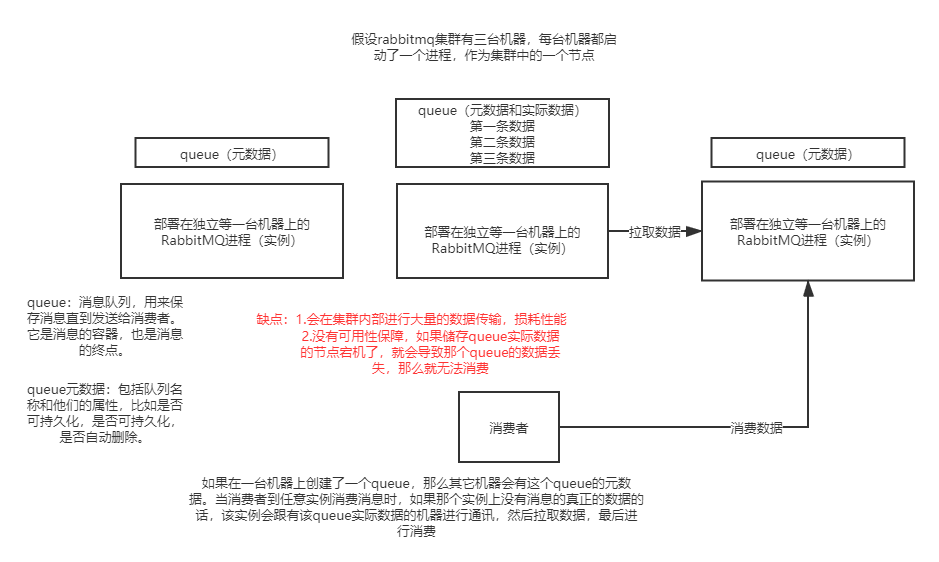 假设rabbitmq集群有三台机器，每台机器都启
动了一个进程，作为集群中的一个节点
queue（元数据）
queue（元数据和实际数据）
第一条数据
第二条数据
第三条数据
queue（元数据）
部署在独立等一台机器上的
RabbitMQ进程（实例）
部署在独立等一台机器上的
RabbitMQ进程（实例）
拉取数据
部署在独立等一台机器上的
RabbitMQ进程（实例）
queue：消息队列，用来保
存消息直到发送给消费者。
它是消息的容器，也是消息
的终点。
queue元数据：包括队列名
称和他们的属性，比如是否
可持久化，是否可持久化，
是否自动删除。
缺点：1.会在集群内部进行大量的数据传输，损耗性能
2.没有可用性保障，如果储存queue实际数据
的节点宕机了，就会导致那个queue的数据丢
失，那么就无法消费
消费者
消费数据
如果在一台机器上创建了一个queue，那么其它机器会有这个queue的元数
据。当消费者到任意实例消费消息时，如果那个实例上没有消息的真正的数据的
话，该实例会跟有该queue实际数据的机器进行通讯，然后拉取数据，最后进
行消费